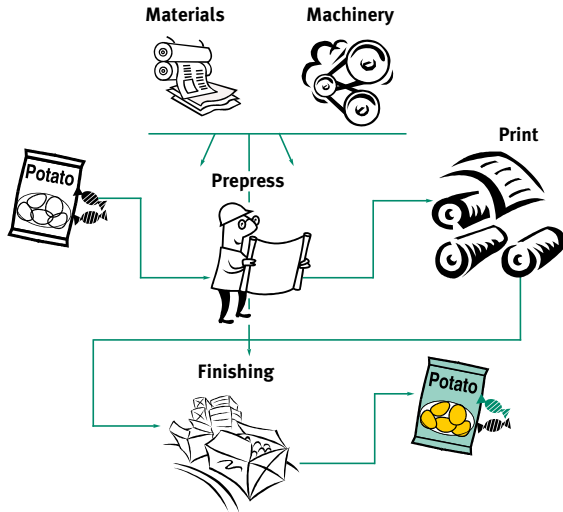 Materials
Machinery
Print
Potato
Prepress
Finishing
Potato